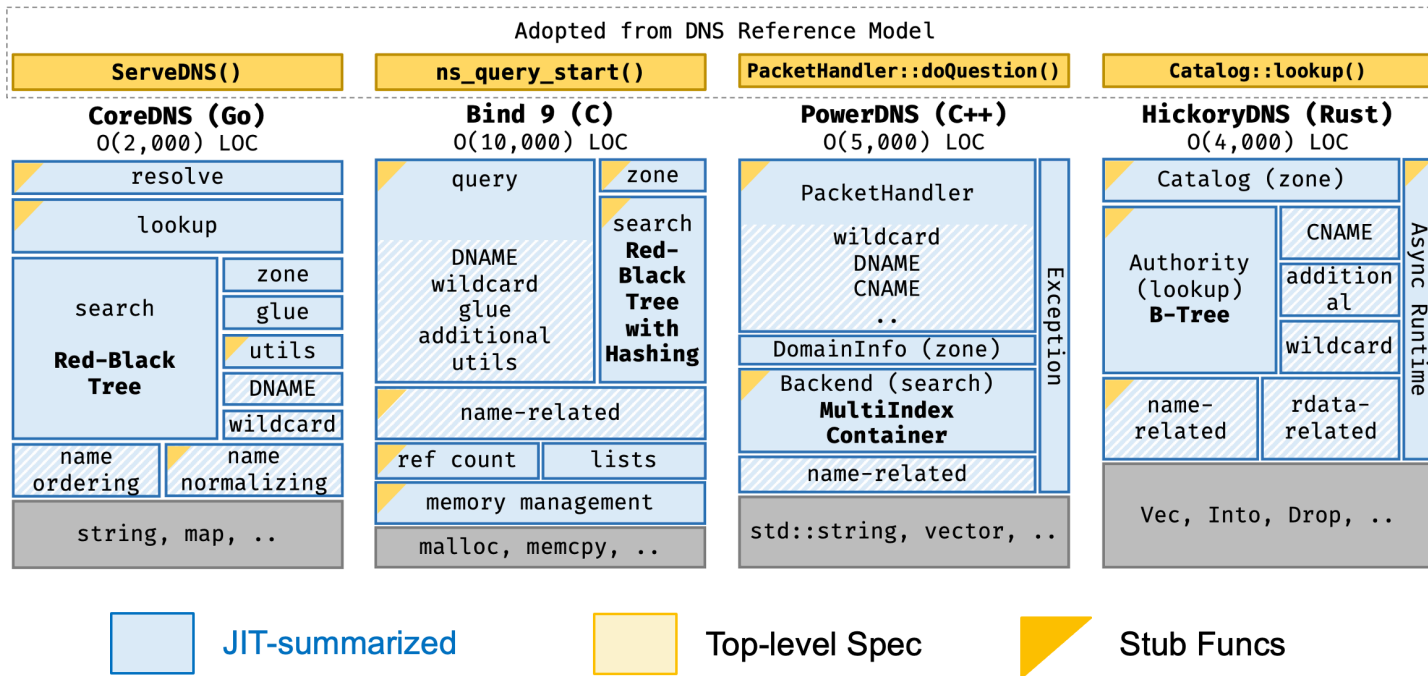 Adopted from DNS Reference Model
ServeDNS()
CoreDNS (Go)
O(2,000) LOC
resolve
lookup
search
Red-Black
Tree
zone
glue
utils
DNAME
wildcard
name
ordering
name
normalizing
string, map, ..
ns_query_start()
Bind 9 (C)
O(10,000) LOC
query
DNAME
wildcard
glue
additional
utils
zone
search
Red-
Black
Tree
with
Hashing
name-related
ref count
lists
memory management
malloc, memcpy, ..
PacketHandler::doQuestion()
PowerDNS (C++)
O(5,000) LOC
PacketHandler
wildcard
DNAME
CNAME
..
DomainInfo (zone)
Backend (search)
MultiIndex
Container
name-related
Exception
std::string, vector, ..
Catalog::lookup()
HickoryDNS (Rust)
O(4,000) LOC
Catalog (zone)
Authority
(lookup)
B-Tree
CNAME
addition
al
wildcard
name-
related
rdata-
related
Async Runtime
Vec, Into, Drop, ..
JIT-summarized
Top-level Spec
Stub Funcs